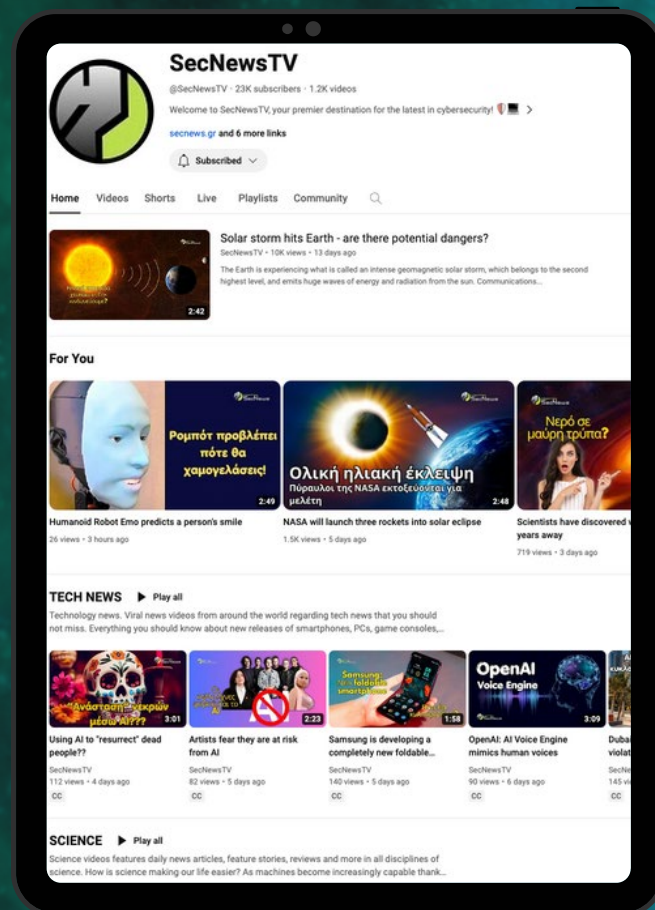 SecNewsTV
@SecNewsTV · 23K subscribers · 1.2K videos
Welcome to SecNewsTV, your premier destination for the latest in cybersecurity!
secnews.gr and 6 more links
Subscribed
Home Videos Shorts Live Playlists Community
2:42
Solar storm hits Earth - are there potential dangers?
SecNewsTV • 10K views • 13 days ago
The Earth is experiencing what is called an intense geomagnetic solar storm, which belongs to the second
highest level, and emits huge waves of energy and radiation from the sun. Communications...
For You
SecNews
Ρομπότ προβλέπει
πότε θα
χαμογελάσεις!
2:49
Humanoid Robot Emo predicts a person's smile
26 views • 3 hours ago
SecNews
Ολική ηλιακή έκλειψη
Πύραυλοι της NASA εκτοξεύονται για
μελέτη
2:48
NASA will launch three rockets into solar eclipse
1.5K views • 5 days ago
SecNews
Νερό σε
μαύρη τρύπα?
Scientists have discovered
years away
719 views • 3 days ago
TECH NEWS Play all
Technology news. Viral news videos from around the world regarding tech news that you should
not miss. Everything you should know about new releases of smartphones, PCs, game consoles,...
"Ανάσταση" νεκρών
μέσω AI???
3:01
Using AI to "resurrect" dead
people??
SecNewsTV
112 views • 4 days ago
CC
AI
2:23
Artists fear they are at risk
from AI
SecNewsTV
82 views • 5 days ago
CC
Samsung:
foldable
smartphone
1:58
Samsung is developing a
completely new foldable...
SecNewsTV
140 views • 5 days ago
CC
OpenAI
Voice Engine
3:09
OpenAI: AI Voice Engine
mimics human voices
SecNewsTV
90 views • 6 days ago
CC
SCIENCE Play all
Science videos features daily news articles, feature stories, reviews and more in all disciplines of
science. How is science making our life easier? As machines become increasingly capable thank...